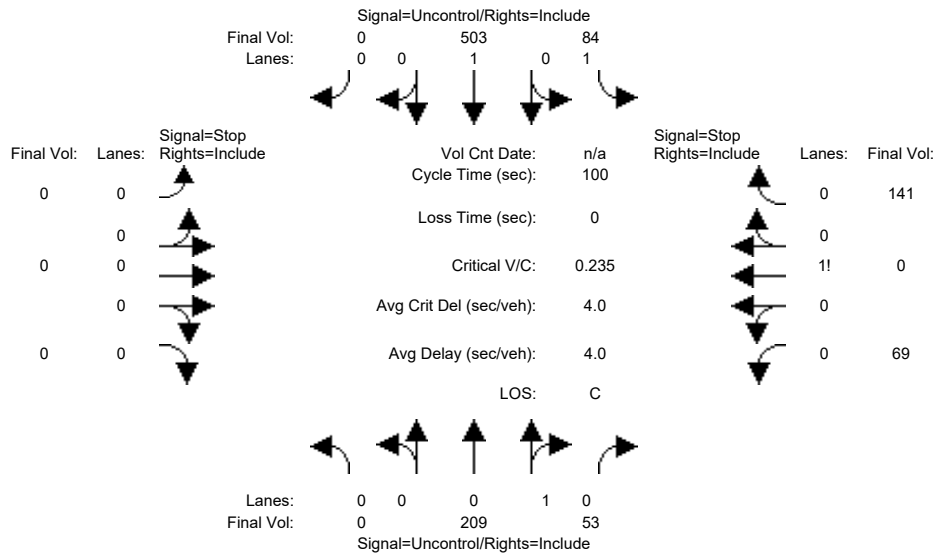 Signal=Uncontrol/Rights=Include
Final Vol: 0 503 84
Lanes: 0 0 1 0 1
Signal=Stop
Final Vol: Lanes: Rights=Include
Vol Cnt Date: n/a
Signal=Stop
Rights=Include Lanes: Final Vol:
Cycle Time (sec): 100
0 0
0 141
Loss Time (sec): 0
0
0
0 0
Critical V/C: 0.235
1! 0
0
Avg Crit Del (sec/veh): 4.0
0
0 0
Avg Delay (sec/veh): 4.0
0 69
LOS: C
Lanes: 0 0 0 1 0
Final Vol: 0 209 53
Signal=Uncontrol/Rights=Include